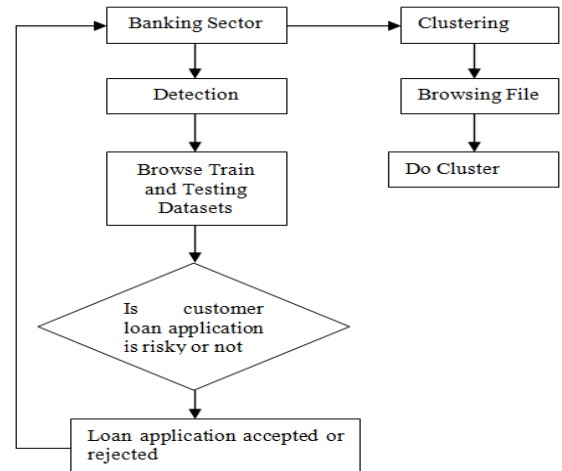 Banking Sector
Clustering
Detection
Browsing File
Browse Train
and Testing
Datasets
Do Cluster
Is customer
loan application
is risky or not
Loan application accepted or
rejected